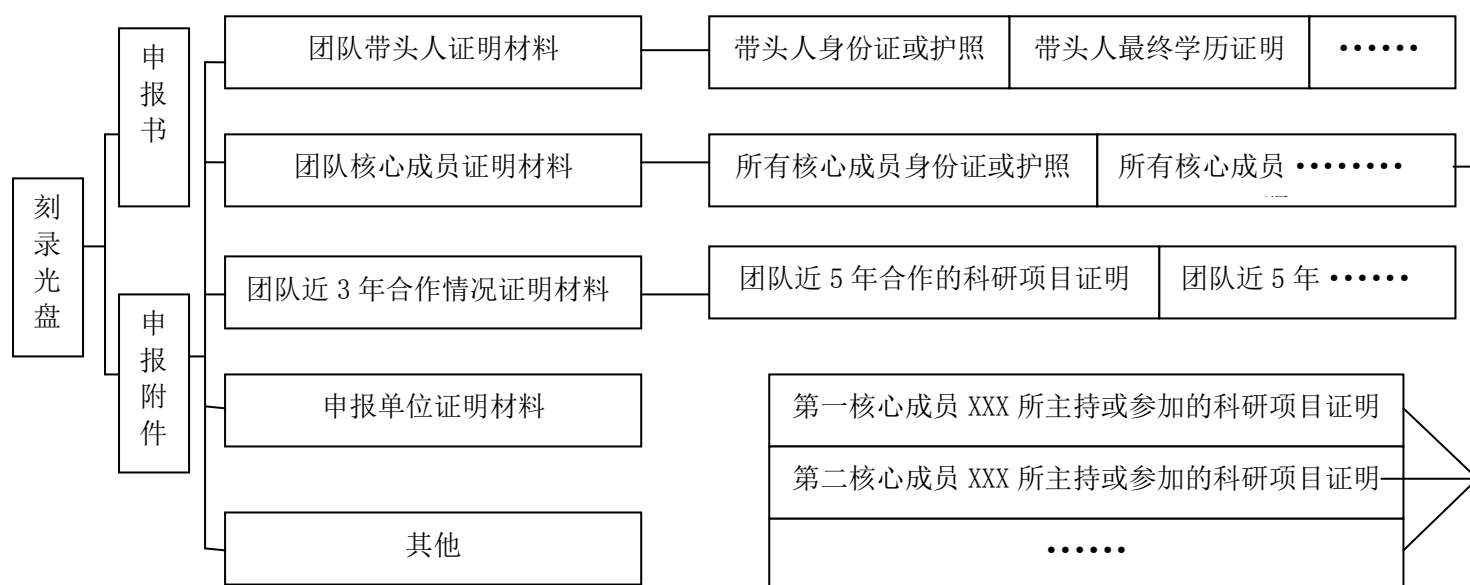 刻录光盘
申报书
申报附件
团队带头人证明材料
带头人身份证或护照
带头人最终学历证明
••••••
团队核心成员证明材料
所有核心成员身份证或护照
所有核心成员 ••••••••
团队近 3 年合作情况证明材料
团队近 5 年合作的科研项目证明
团队近 5 年 ••••••
申报单位证明材料
第一核心成员 XXX 所主持或参加的科研项目证明
第二核心成员 XXX 所主持或参加的科研项目证明
••••••
其他